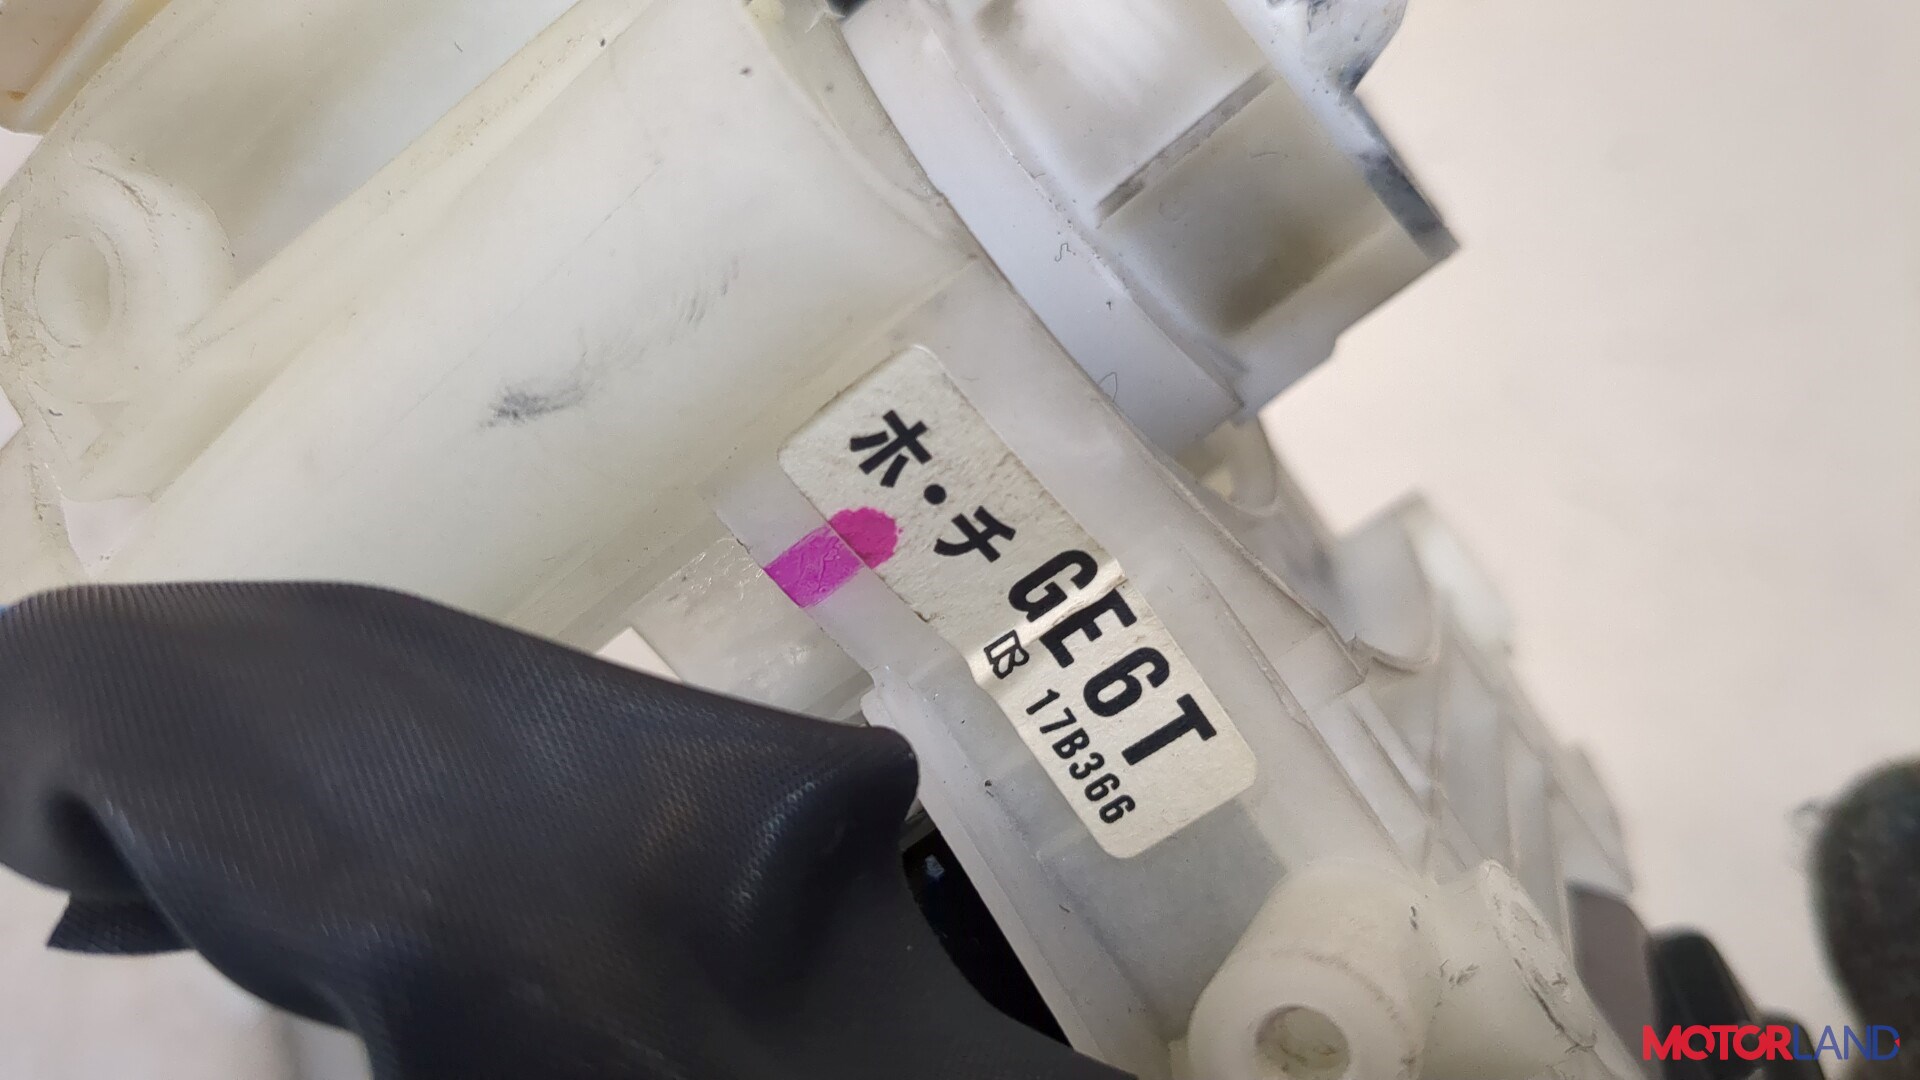 ホ・チ GE6T
17B366
MOTORLAND